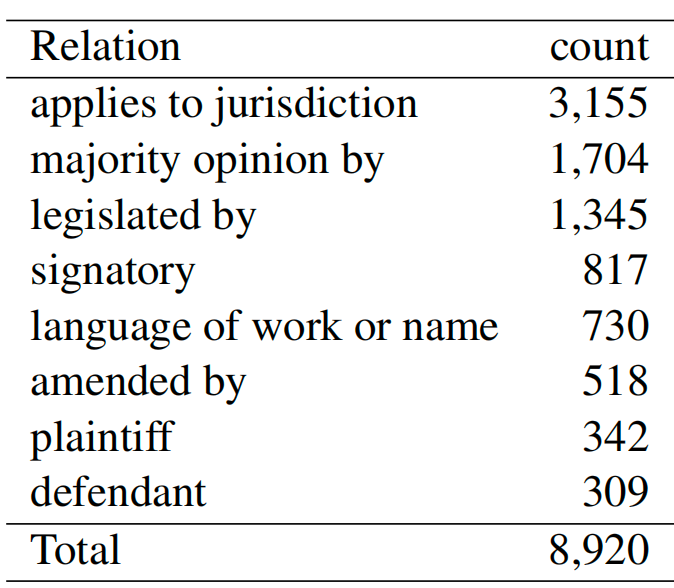 Relation count
applies to jurisdiction 3,155
majority opinion by 1,704
legislated by 1,345
signatory 817
language of work or name 730
amended by 518
plaintiff 342
defendant 309
Total 8,920